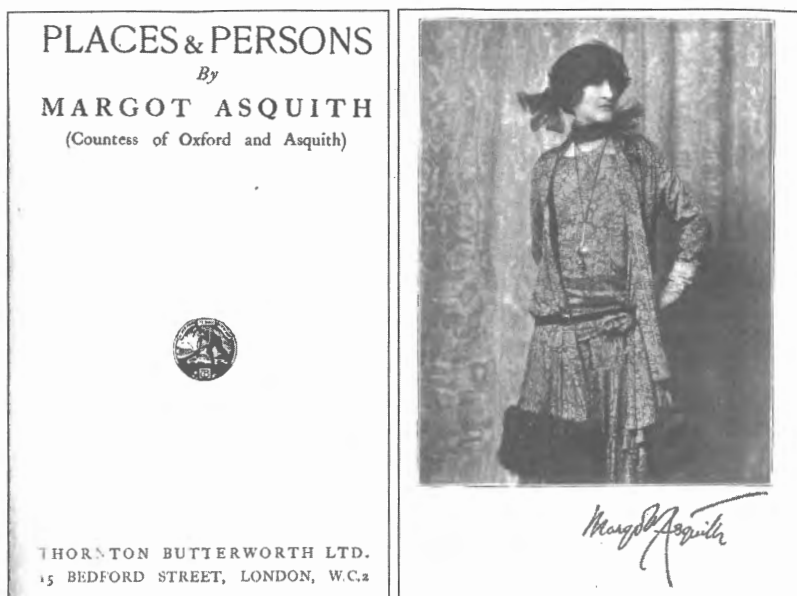 PLACES & PERSONS
By
MARGOT ASQUITH
(Countess of Oxford and Asquith)
THORNTON BUTTERWORTH LTD.
15 BEDFORD STREET, LONDON, W.C.2
Margot Asquith